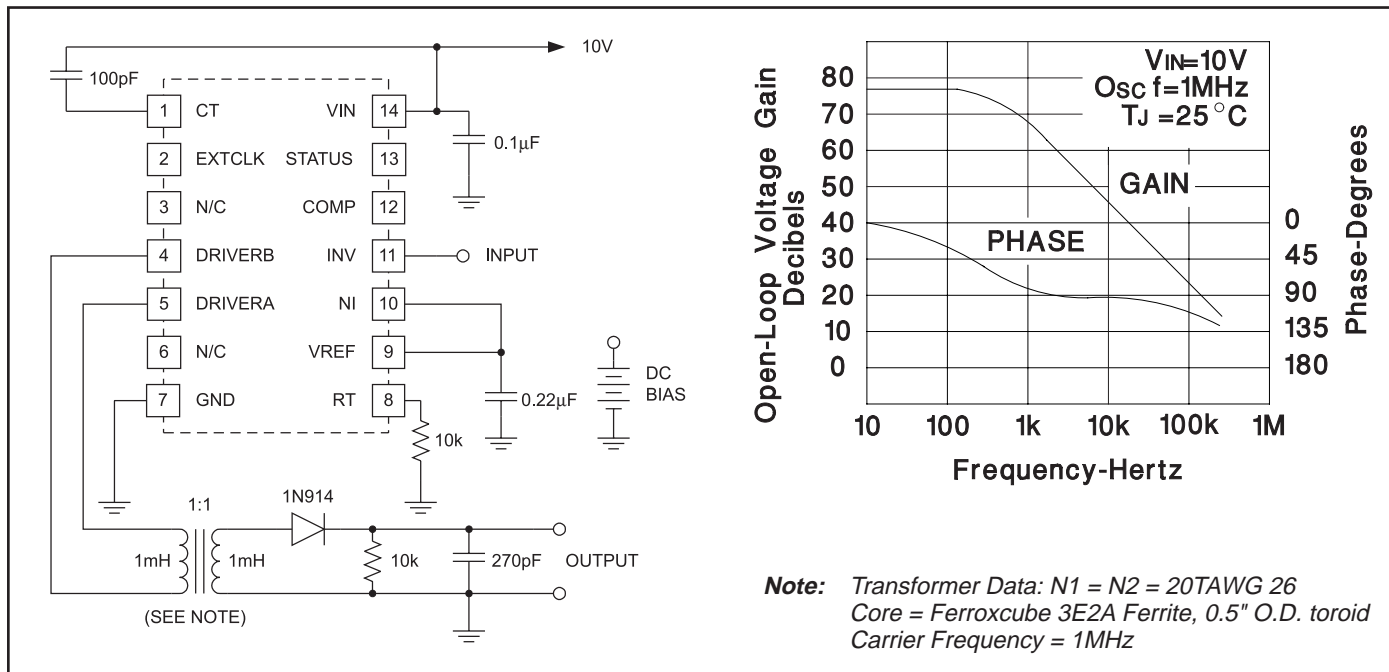 10V
100pF
1 CT VIN 14
0.1µF
2 EXTCLK STATUS 13
3 N/C COMP 12
4 DRIVERB INV 11 INPUT
5 DRIVERA NI 10
6 N/C VREF 9
DC
BIAS
0.22µF
7 GND RT 8
10k
1:1
1N914
1mH 1mH
10k
270pF
OUTPUT
(SEE NOTE)
VIN=10V
Osc f=1MHz
TJ =25°C
Open-Loop Voltage Gain
Decibels
80
70
60
50
40
30
20
10
0
GAIN
PHASE
0
45
90
135
180
Phase-Degrees
10 100 1k 10k 100k 1M
Frequency-Hertz
Note: Transformer Data: N1 = N2 = 20TAWG 26
Core = Ferroxcube 3E2A Ferrite, 0.5" O.D. toroid
Carrier Frequency = 1MHz